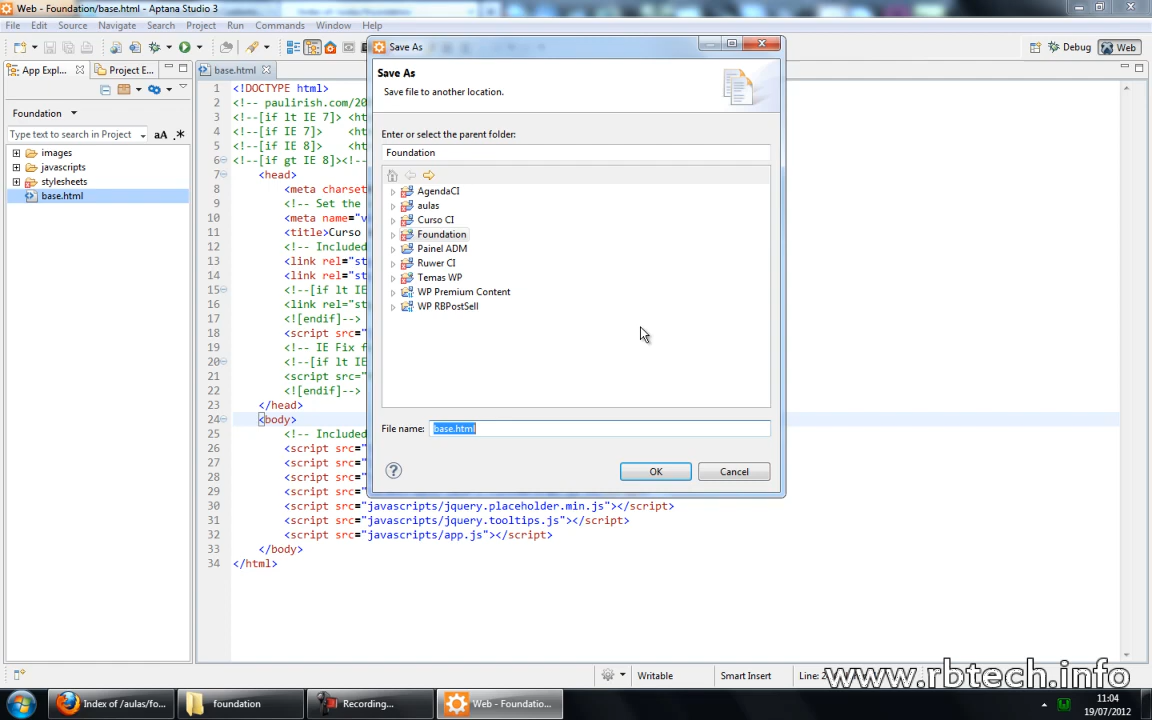 Web - Foundation/base.html - Aptana Studio 3
File Edit Source Navigate Search Project Run Commands Window Help
Debug Web
App Expl... Project E...
base.html
Foundation
Type text to search in Project
aA .*
images
javascripts
stylesheets
base.html
1 <!DOCTYPE html>
2 <!-- paulirish.com/20
3 <!--[if lt IE 7]> <ht
4 <!--[if IE 7]> <h
5 <!--[if IE 8]> <h
6 <!--[if gt IE 8]><!--
7 <head>
8 <meta charset
9 <!-- Set the
10 <meta name="v
11 <title>Curso
12 <!-- Included
13 <link rel="st
14 <link rel="st
15 <!--[if lt IE
16 <link rel="st
17 <![endif]-->
18 <script src="
19 <!-- IE Fix f
20 <!--[if lt IE
21 <script src="
22 <![endif]-->
23 </head>
24 <body>
25 <!-- Included
26 <script src="
27 <script src="
28 <script src="
29 <script src="
30 <script src="javascripts/jquery.placeholder.min.js"></script>
31 <script src="javascripts/jquery.tooltips.js"></script>
32 <script src="javascripts/app.js"></script>
33 </body>
34 </html>
Save As
Save As
Save file to another location.
Enter or select the parent folder:
Foundation
AgendaCI
aulas
Curso CI
Foundation
Painel ADM
Ruwer CI
Temas WP
WP Premium Content
WP RBPostSell
File name: base.html
?
OK Cancel
Writable Smart Insert
www.rbtech.info
Index of /aulas/fo...
foundation
Recording...
Web - Foundatio...
11:04
19/07/2012